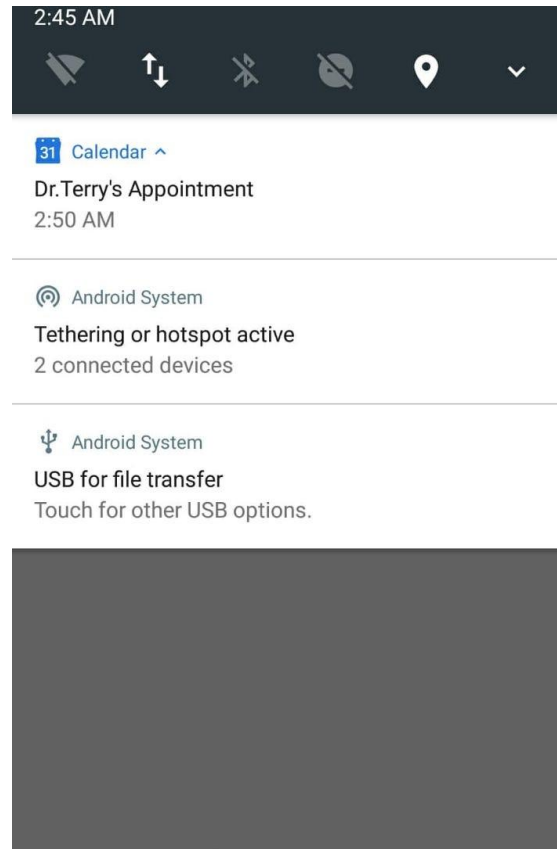 2:45 AM
31 Calendar
Dr.Terry's Appointment
2:50 AM
Android System
Tethering or hotspot active
2 connected devices
Android System
USB for file transfer
Touch for other USB options.